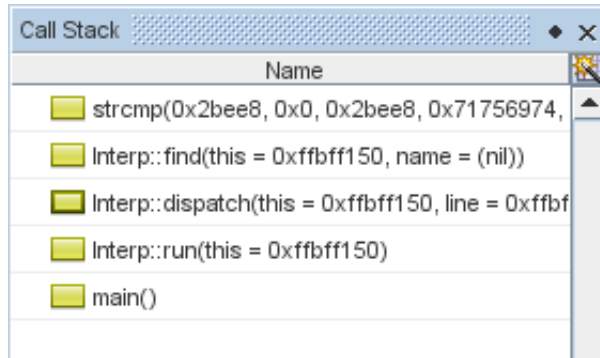 Call Stack
Name
strcmp(0x2bee8, 0x0, 0x2bee8, 0x71756974,
Interp::find(this = 0xffbff150, name = (nil))
Interp::dispatch(this = 0xffbff150, line = 0xffbf
Interp::run(this = 0xffbff150)
main()